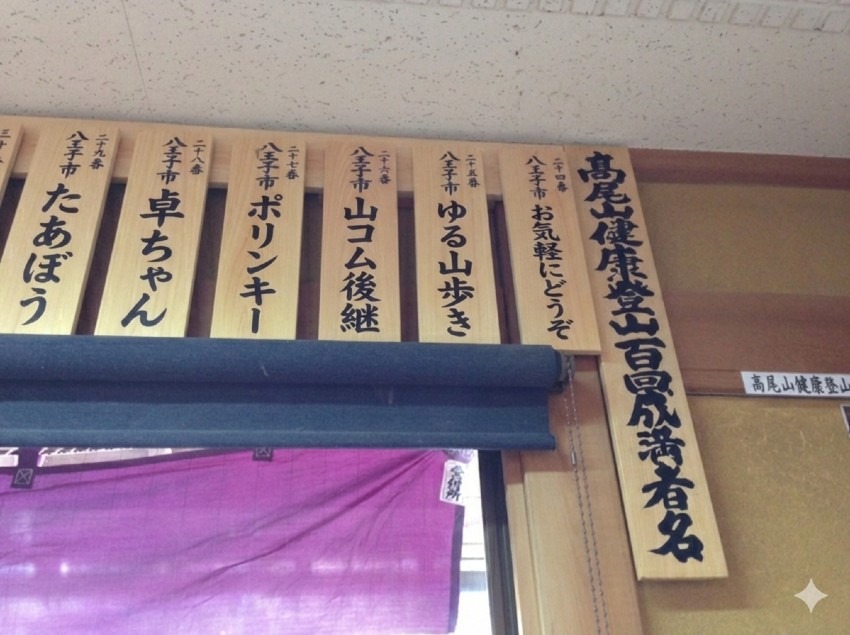 高尾山健康登山百回成満者名
二十四番
八王子市 お気軽にどうぞ
二十五番
八王子市 ゆる山歩き
二十六番
八王子市 山コム後継
二十七番
八王子市 ポリンキー
二十八番
八王子市 卓ちゃん
二十九番
八王子市 たあぼう
高尾山健康登山